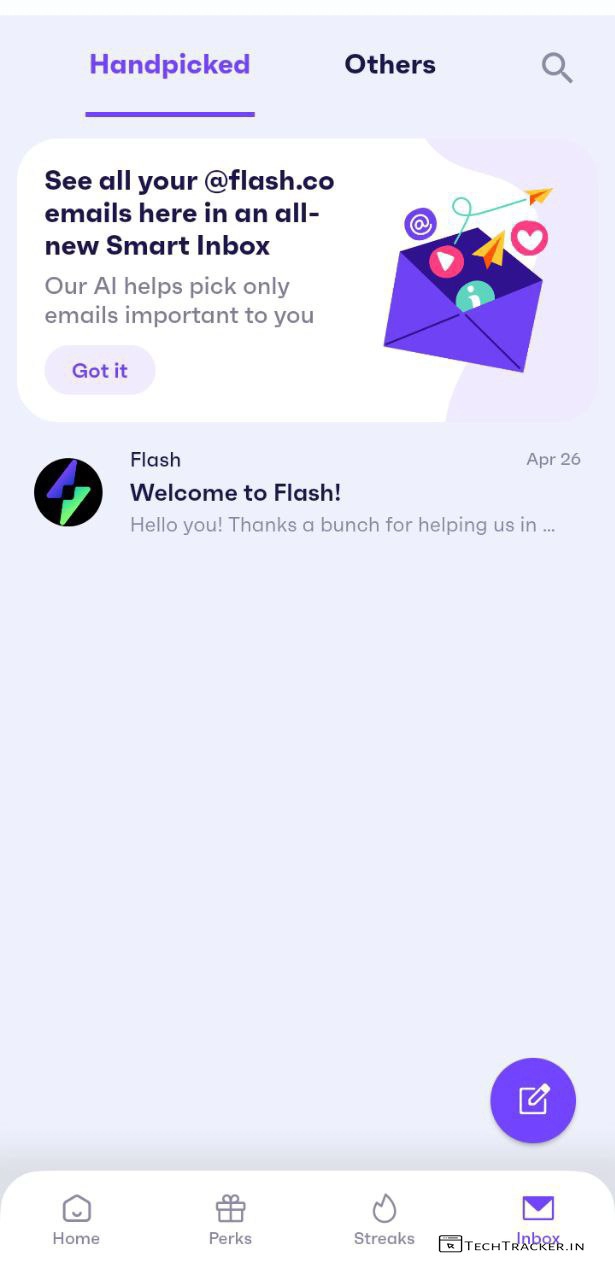 Handpicked
Others
See all your @flash.co
emails here in an all-
new Smart Inbox
Our AI helps pick only
emails important to you
Got it
@
i
Flash
Apr 26
Welcome to Flash!
Hello you! Thanks a bunch for helping us in ...
Home
Perks
Streaks
Inbox
TECHTRACKER.IN